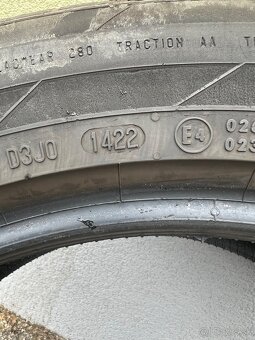 TREADWEAR 280 TRACTION AA
D3J0 1422 E4 026
023